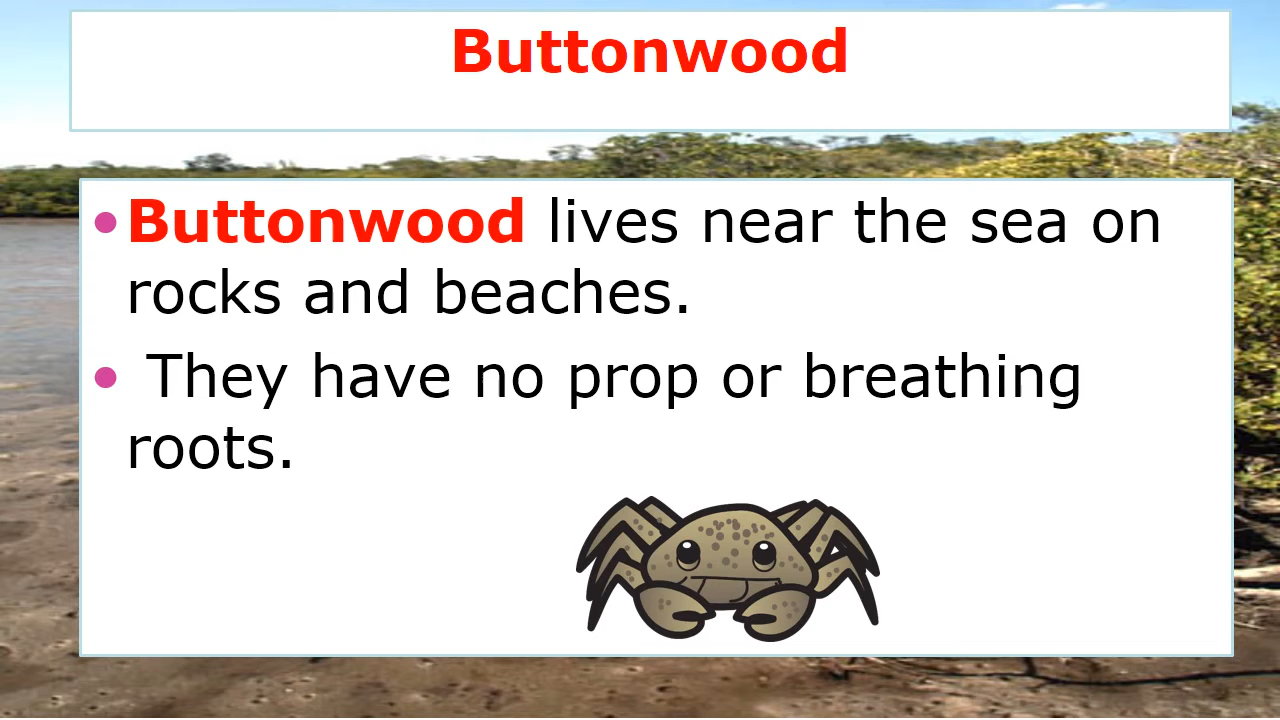 Buttonwood
•Buttonwood lives near the sea on
rocks and beaches.
• They have no prop or breathing
roots.